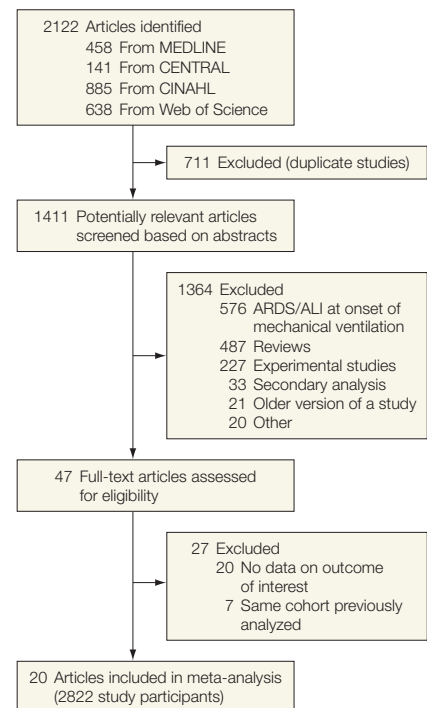 2122 Articles identified
458 From MEDLINE
141 From CENTRAL
885 From CINAHL
638 From Web of Science
711 Excluded (duplicate studies)
1411 Potentially relevant articles
screened based on abstracts
1364 Excluded
576 ARDS/ALI at onset of
mechanical ventilation
487 Reviews
227 Experimental studies
33 Secondary analysis
21 Older version of a study
20 Other
47 Full-text articles assessed
for eligibility
27 Excluded
20 No data on outcome
of interest
7 Same cohort previously
analyzed
20 Articles included in meta-analysis
(2822 study participants)